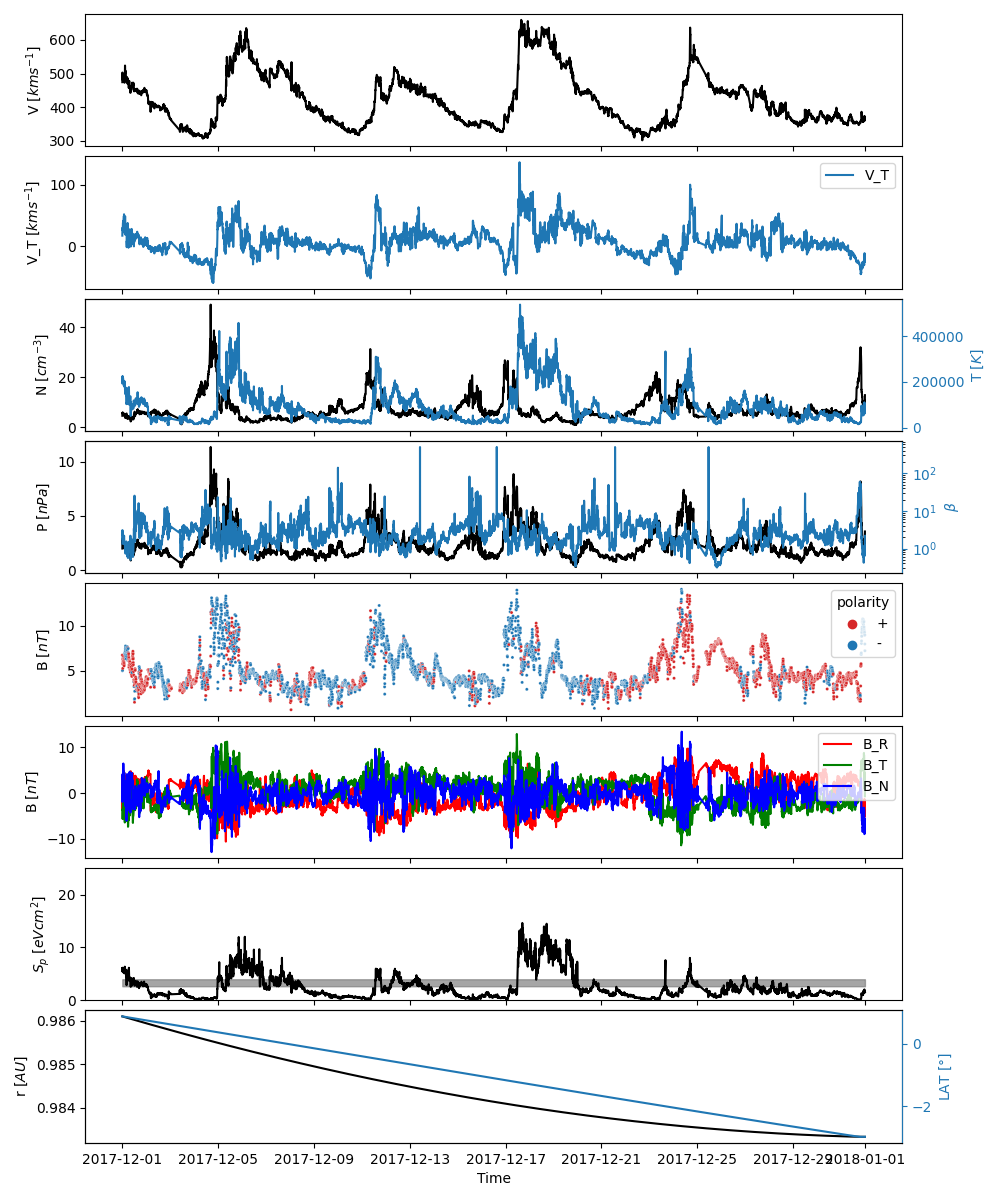 V [kms⁻¹]
600
500
400
300
V_T [kms⁻¹]
100
0
V_T
N [cm⁻³]
40
20
0
400000
200000
0
T [K]
P [nPa]
10
5
0
10²
10¹
10⁰
β
B [nT]
10
5
polarity
+
-
B [nT]
10
0
−10
B_R
B_T
B_N
Sₚ [eVcm²]
20
10
0
r [AU]
0.986
0.985
0.984
0
−2
LAT [°]
2017-12-01 2017-12-05 2017-12-09 2017-12-13 2017-12-17 2017-12-21 2017-12-25 2017-12-29 2018-01-01
Time